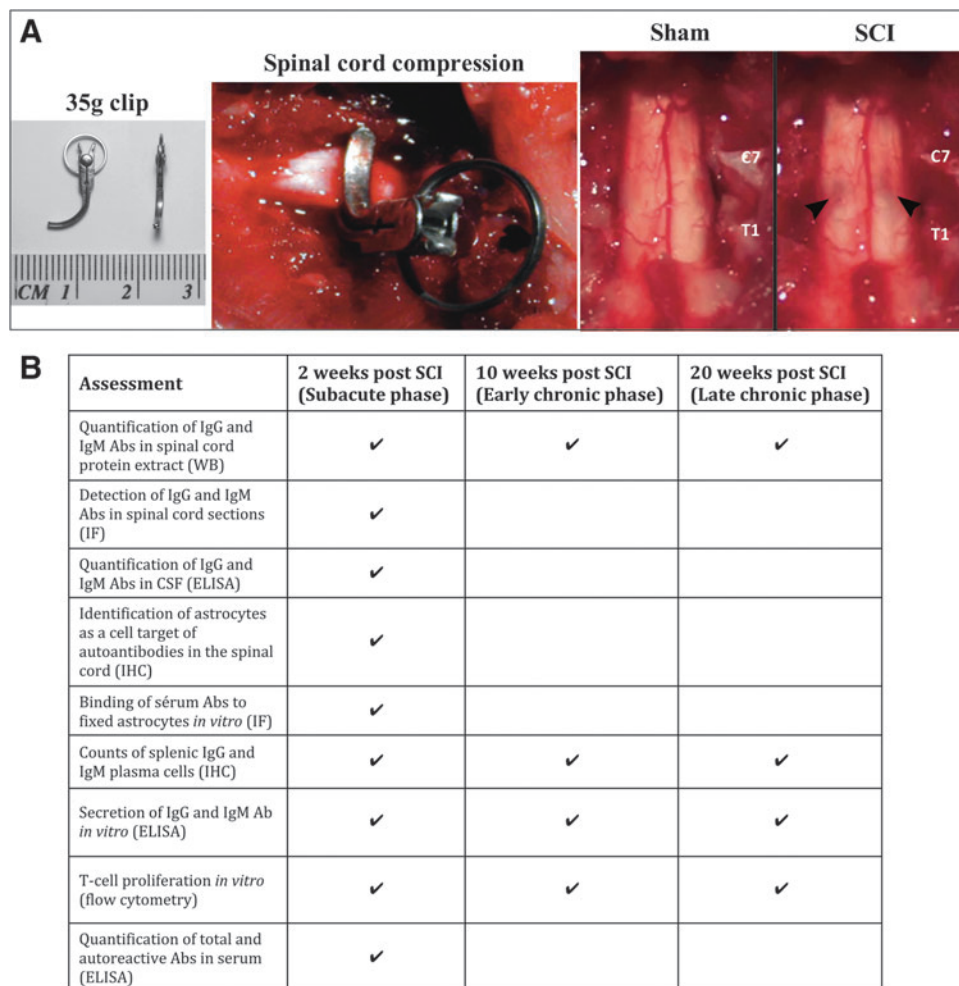 A
35g clip
Spinal cord compression
Sham
SCI
CM 1 2 3
C7
T1
C7
T1
B
Assessment
2 weeks post SCI
(Subacute phase)
10 weeks post SCI
(Early chronic phase)
20 weeks post SCI
(Late chronic phase)
Quantification of IgG and
IgM Abs in spinal cord
protein extract (WB)
✔ ✔ ✔
Detection of IgG and IgM
Abs in spinal cord sections
(IF)
✔
Quantification of IgG and
IgM Abs in CSF (ELISA)
✔
Identification of astrocytes
as a cell target of
autoantibodies in the spinal
cord (IHC)
✔
Binding of sérum Abs to
fixed astrocytes in vitro (IF)
✔
Counts of splenic IgG and
IgM plasma cells (IHC)
✔ ✔ ✔
Secretion of IgG and IgM Ab
in vitro (ELISA)
✔ ✔ ✔
T-cell proliferation in vitro
(flow cytometry)
✔ ✔ ✔
Quantification of total and
autoreactive Abs in serum
(ELISA)
✔